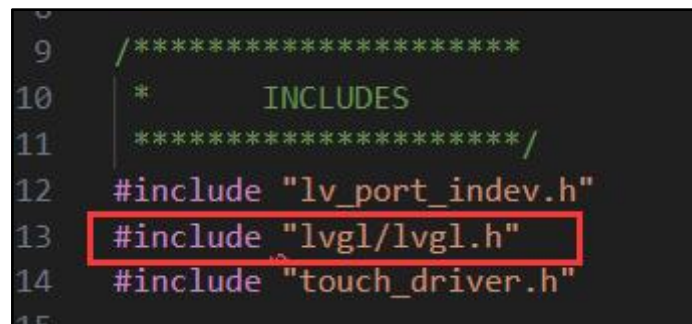 9 /**********************
10 * INCLUDES
11 **********************/
12 #include "lv_port_indev.h"
13 #include "lvgl/lvgl.h"
14 #include "touch_driver.h"